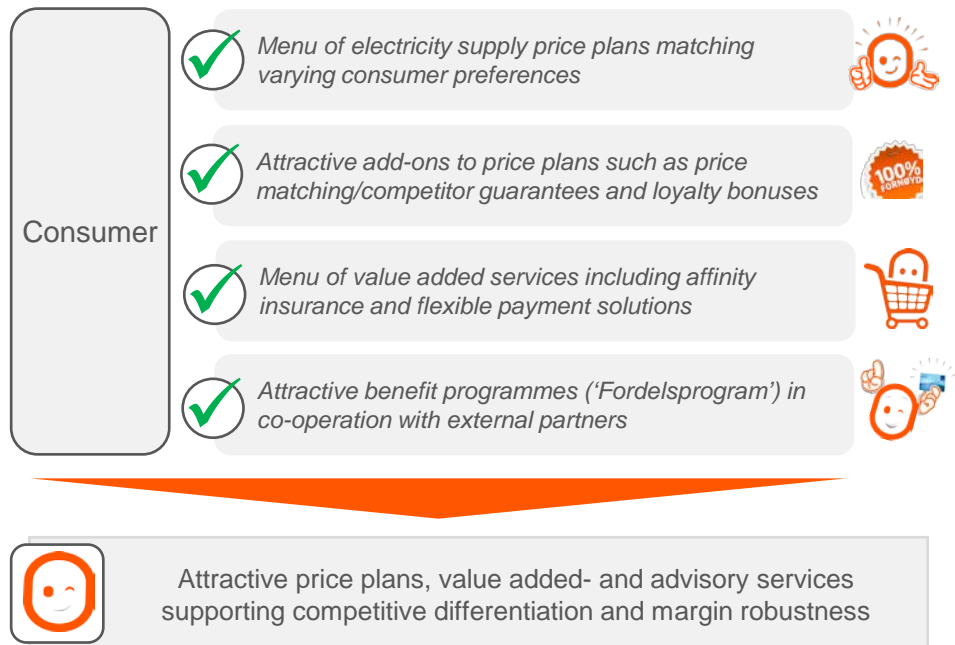 Consumer
Menu of electricity supply price plans matching
varying consumer preferences
Attractive add-ons to price plans such as price
matching/competitor guarantees and loyalty bonuses
100%
FORNØYD
Menu of value added services including affinity
insurance and flexible payment solutions
Attractive benefit programmes (‘Fordelsprogram’) in
co-operation with external partners
Attractive price plans, value added- and advisory services
supporting competitive differentiation and margin robustness